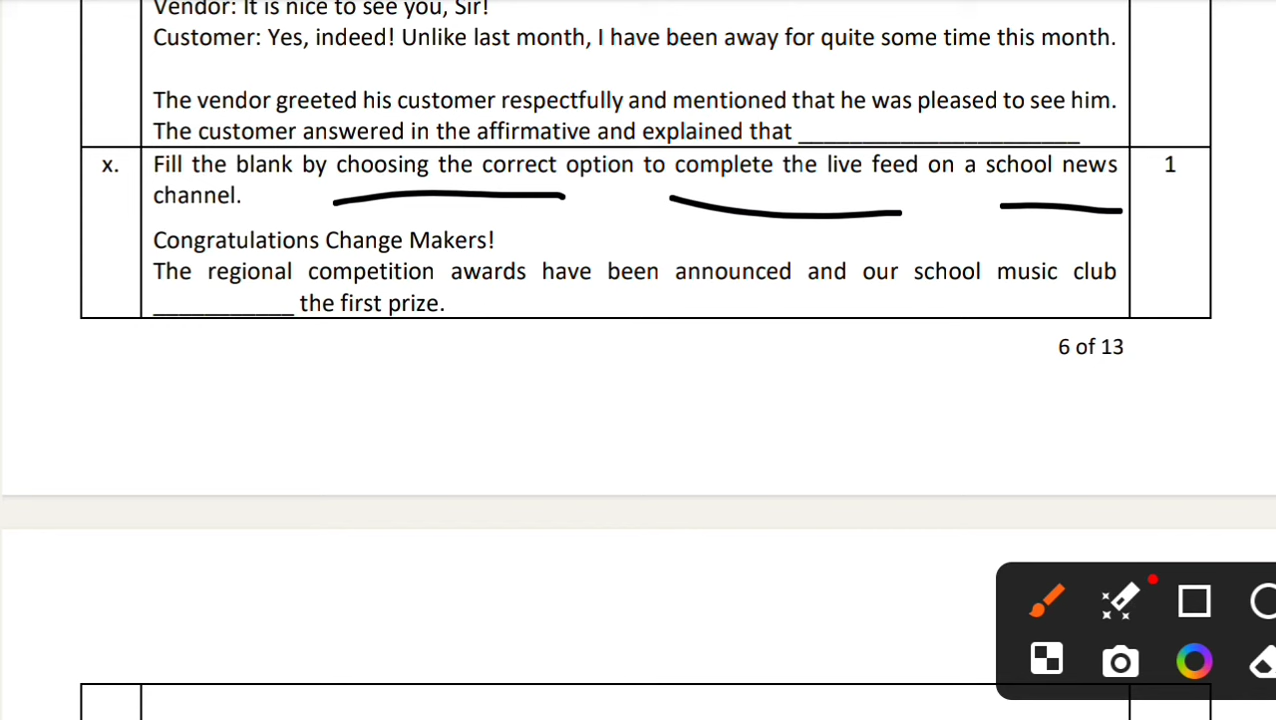 Vendor: It is nice to see you, Sir!
Customer: Yes, indeed! Unlike last month, I have been away for quite some time this month.
The vendor greeted his customer respectfully and mentioned that he was pleased to see him.
The customer answered in the affirmative and explained that ______________________
x. Fill the blank by choosing the correct option to complete the live feed on a school news 1
channel.
Congratulations Change Makers!
The regional competition awards have been announced and our school music club
___________ the first prize.
6 of 13